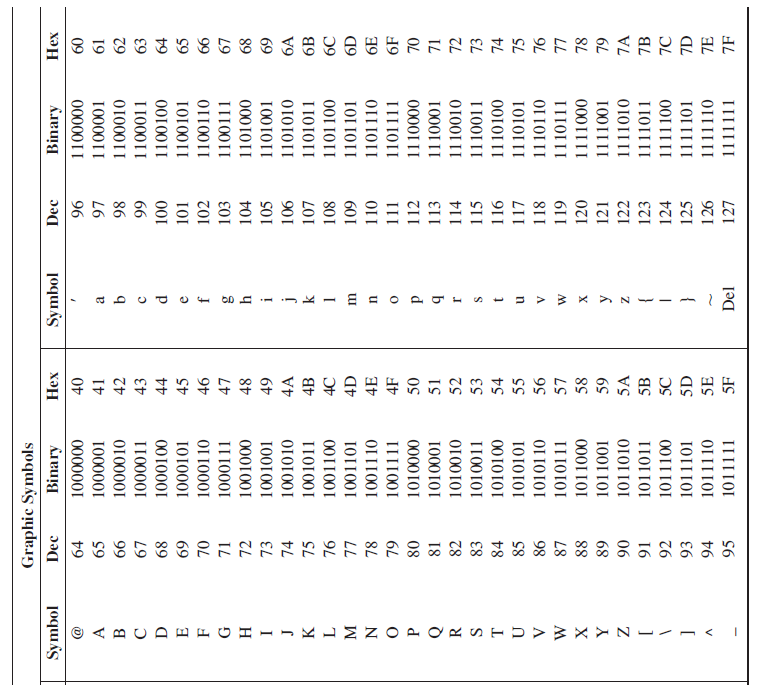 Graphic Symbols
Symbol Dec Binary Hex Symbol Dec Binary Hex
@ 64 1000000 40 ′ 96 1100000 60
A 65 1000001 41 a 97 1100001 61
B 66 1000010 42 b 98 1100010 62
C 67 1000011 43 c 99 1100011 63
D 68 1000100 44 d 100 1100100 64
E 69 1000101 45 e 101 1100101 65
F 70 1000110 46 f 102 1100110 66
G 71 1000111 47 g 103 1100111 67
H 72 1001000 48 h 104 1101000 68
I 73 1001001 49 i 105 1101001 69
J 74 1001010 4A j 106 1101010 6A
K 75 1001011 4B k 107 1101011 6B
L 76 1001100 4C l 108 1101100 6C
M 77 1001101 4D m 109 1101101 6D
N 78 1001110 4E n 110 1101110 6E
O 79 1001111 4F o 111 1101111 6F
P 80 1010000 50 p 112 1110000 70
Q 81 1010001 51 q 113 1110001 71
R 82 1010010 52 r 114 1110010 72
S 83 1010011 53 s 115 1110011 73
T 84 1010100 54 t 116 1110100 74
U 85 1010101 55 u 117 1110101 75
V 86 1010110 56 v 118 1110110 76
W 87 1010111 57 w 119 1110111 77
X 88 1011000 58 x 120 1111000 78
Y 89 1011001 59 y 121 1111001 79
Z 90 1011010 5A z 122 1111010 7A
[ 91 1011011 5B { 123 1111011 7B
\ 92 1011100 5C | 124 1111100 7C
] 93 1011101 5D } 125 1111101 7D
^ 94 1011110 5E ~ 126 1111110 7E
_ 95 1011111 5F Del 127 1111111 7F